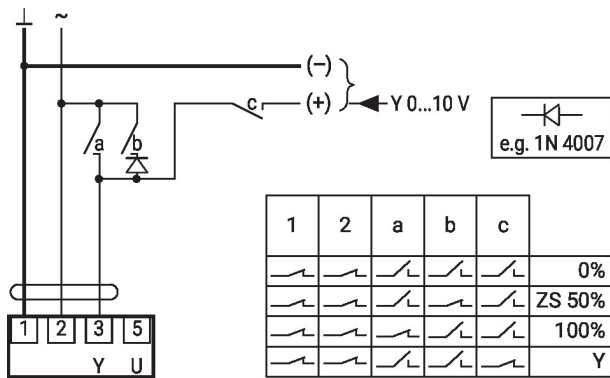 ⊥ ~
(−)
c (+) Y 0...10 V
a b
e.g. 1N 4007
1 2 a b c
0%
ZS 50%
100%
Y
1 2 3 5
Y U